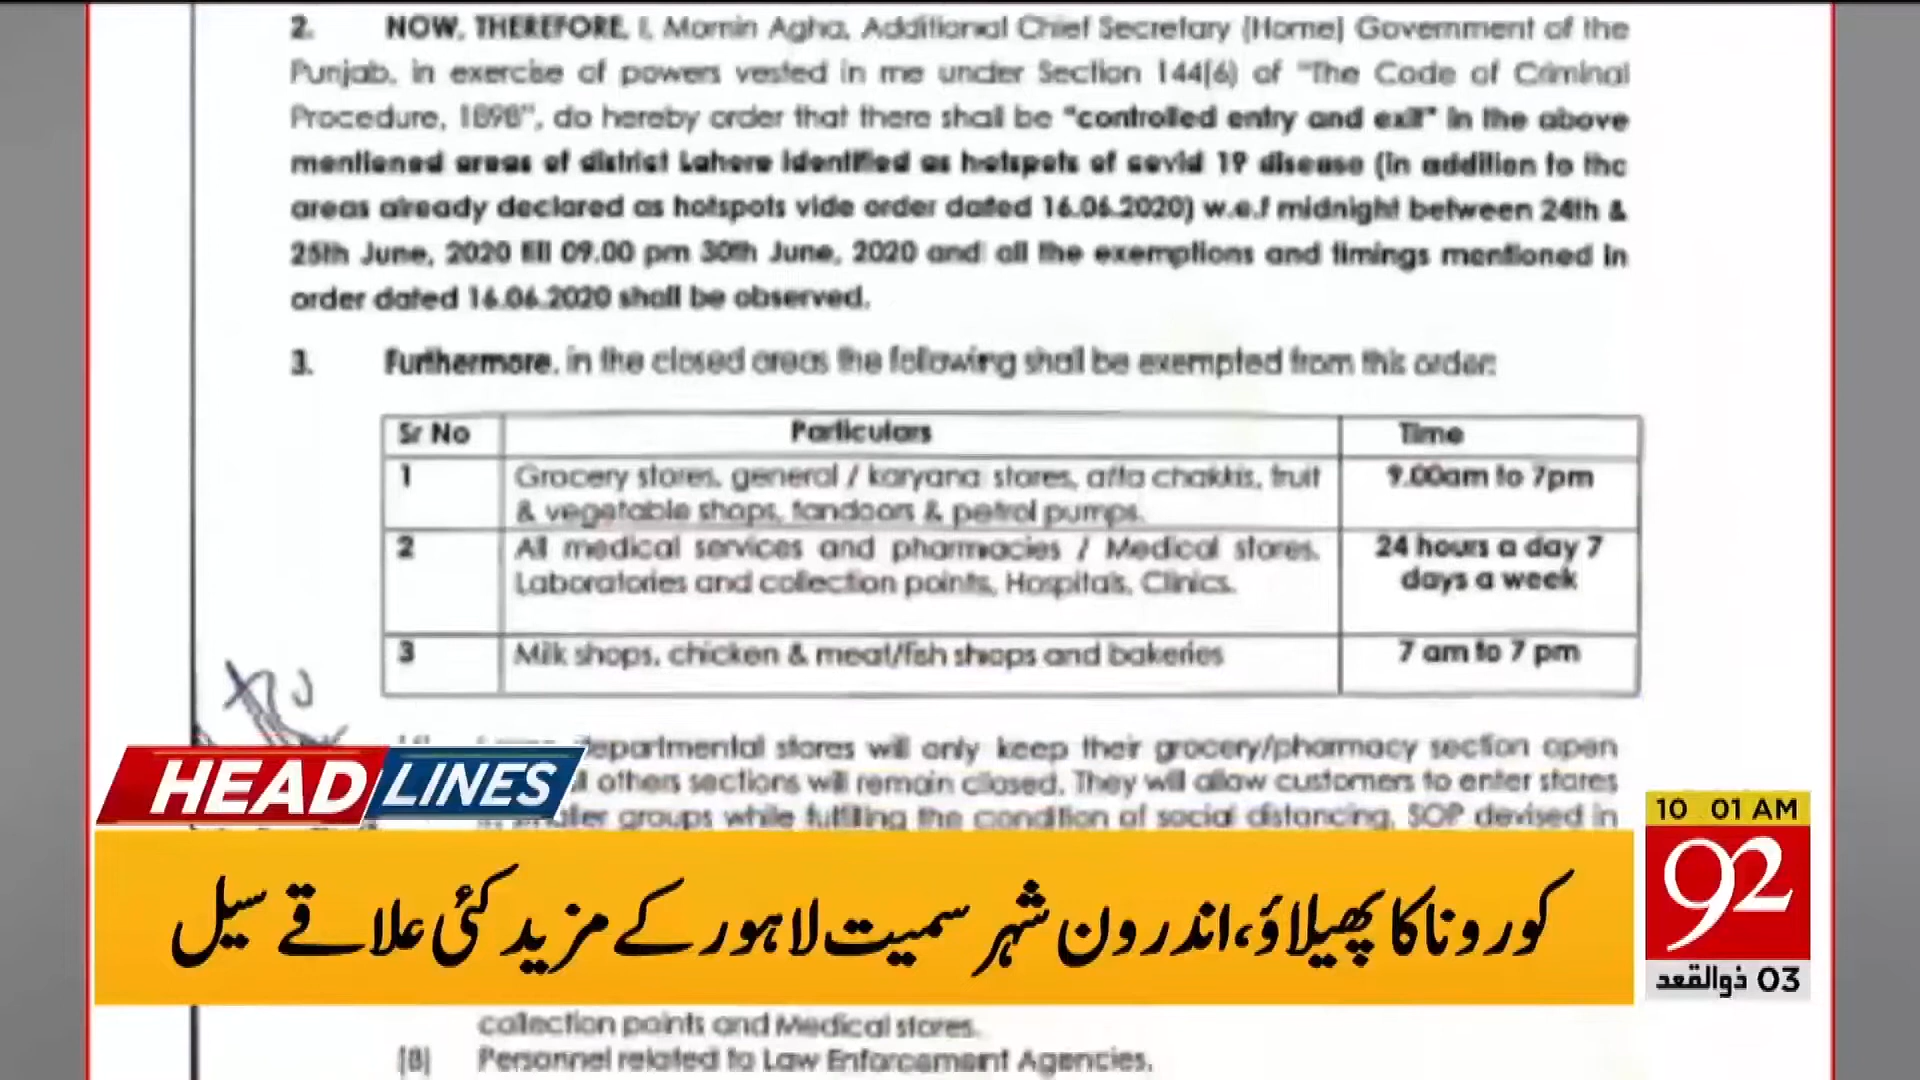 2. NOW, THEREFORE, I, Momin Agha, Additional Chief Secretary (Home) Government of the
Punjab, in exercise of powers vested in me under Section 144(6) of "The Code of Criminal
Procedure, 1898", do hereby order that there shall be "controlled entry and exit" in the above
mentioned areas of district Lahore identified as hotspots of covid 19 disease (in addition to the
areas already declared as hotspots vide order dated 16.06.2020) w.e.f midnight between 24th &
25th June, 2020 till 09.00 pm 30th June, 2020 and all the exemptions and timings mentioned in
order dated 16.06.2020 shall be observed.
3. Furthermore, in the closed areas the following shall be exempted from this order:
Sr No Particulars Time
1 Grocery stores, general / karyana stores, atta chakkis, fruit 9.00am to 7pm
& vegetable shops, tandoors & petrol pumps.
2 All medical services and pharmacies / Medical stores, 24 hours a day 7
Laboratories and collection points, Hospitals, Clinics. days a week
3 Milk shops, chicken & meat/fish shops and bakeries 7 am to 7 pm
departmental stores will only keep their grocery/pharmacy section open
others sections will remain closed. They will allow customers to enter stores
groups while fulfilling the condition of social distancing. SOP devised in
HEADLINES
10 01 AM
92
کورونا کا پھیلاؤ، اندرون شہر سمیت لاہور کے مزید کئی علاقے سیل
03 ذوالقعد
collection points and Medical stores.
(8) Personnel related to Law Enforcement Agencies.